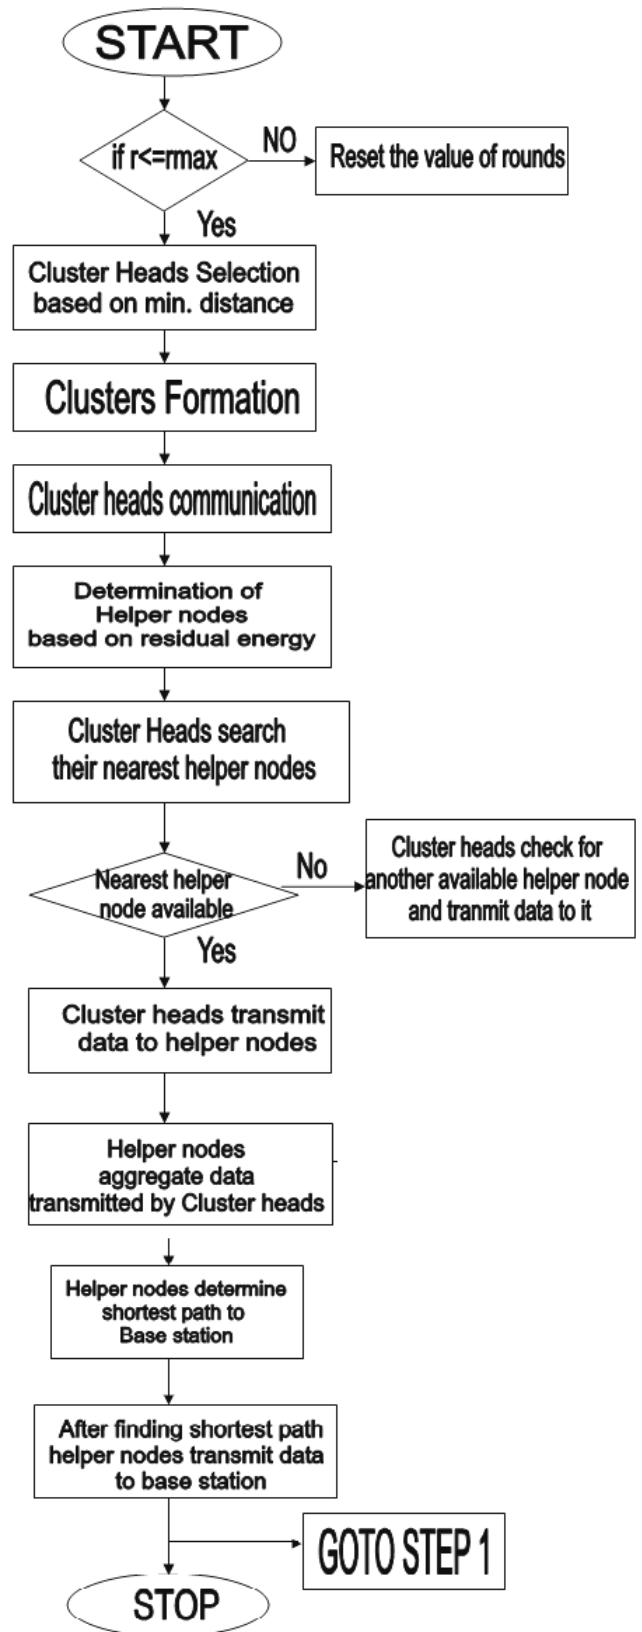 START
if r<=rmax
NO
Reset the value of rounds
Yes
Cluster Heads Selection
based on min. distance
Clusters Formation
Cluster heads communication
Determination of
Helper nodes
based on residual energy
Cluster Heads search
their nearest helper nodes
Nearest helper
node available
No
Cluster heads check for
another available helper node
and tranmit data to it
Yes
Cluster heads transmit
data to helper nodes
Helper nodes
aggregate data
transmitted by Cluster heads
Helper nodes determine
shortest path to
Base station
After finding shortest path
helper nodes transmit data
to base station
GOTO STEP 1
STOP